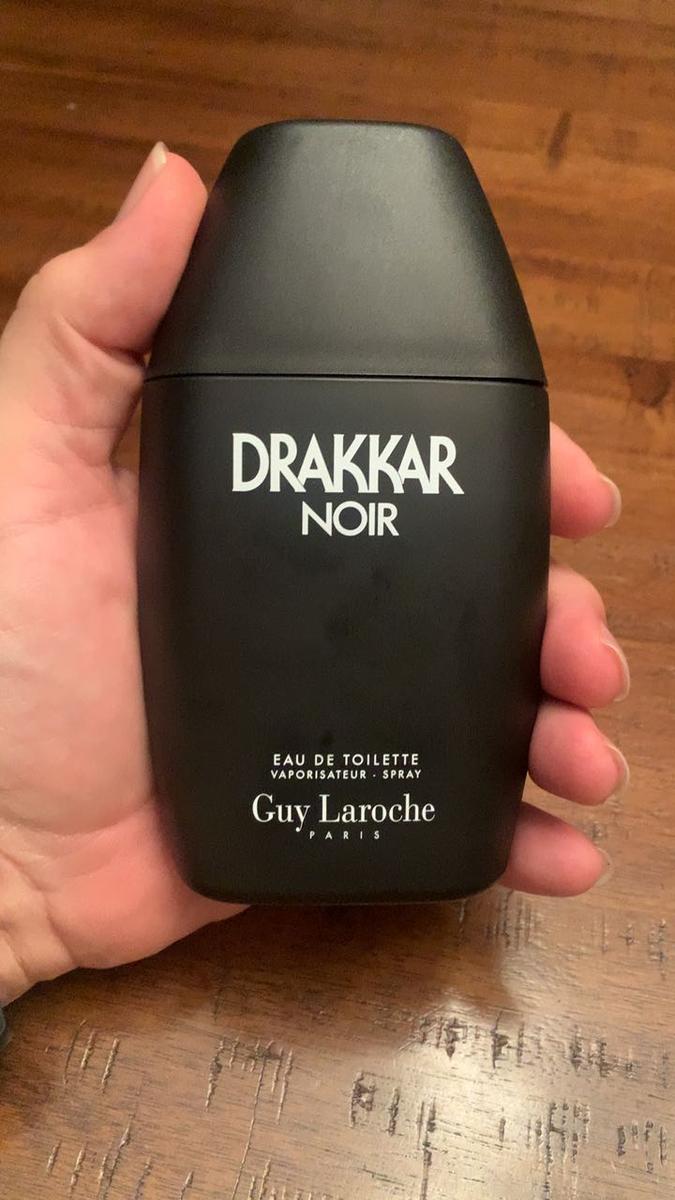 DRAKKAR
NOIR
EAU DE TOILETTE
VAPORISATEUR · SPRAY
Guy Laroche
PARIS